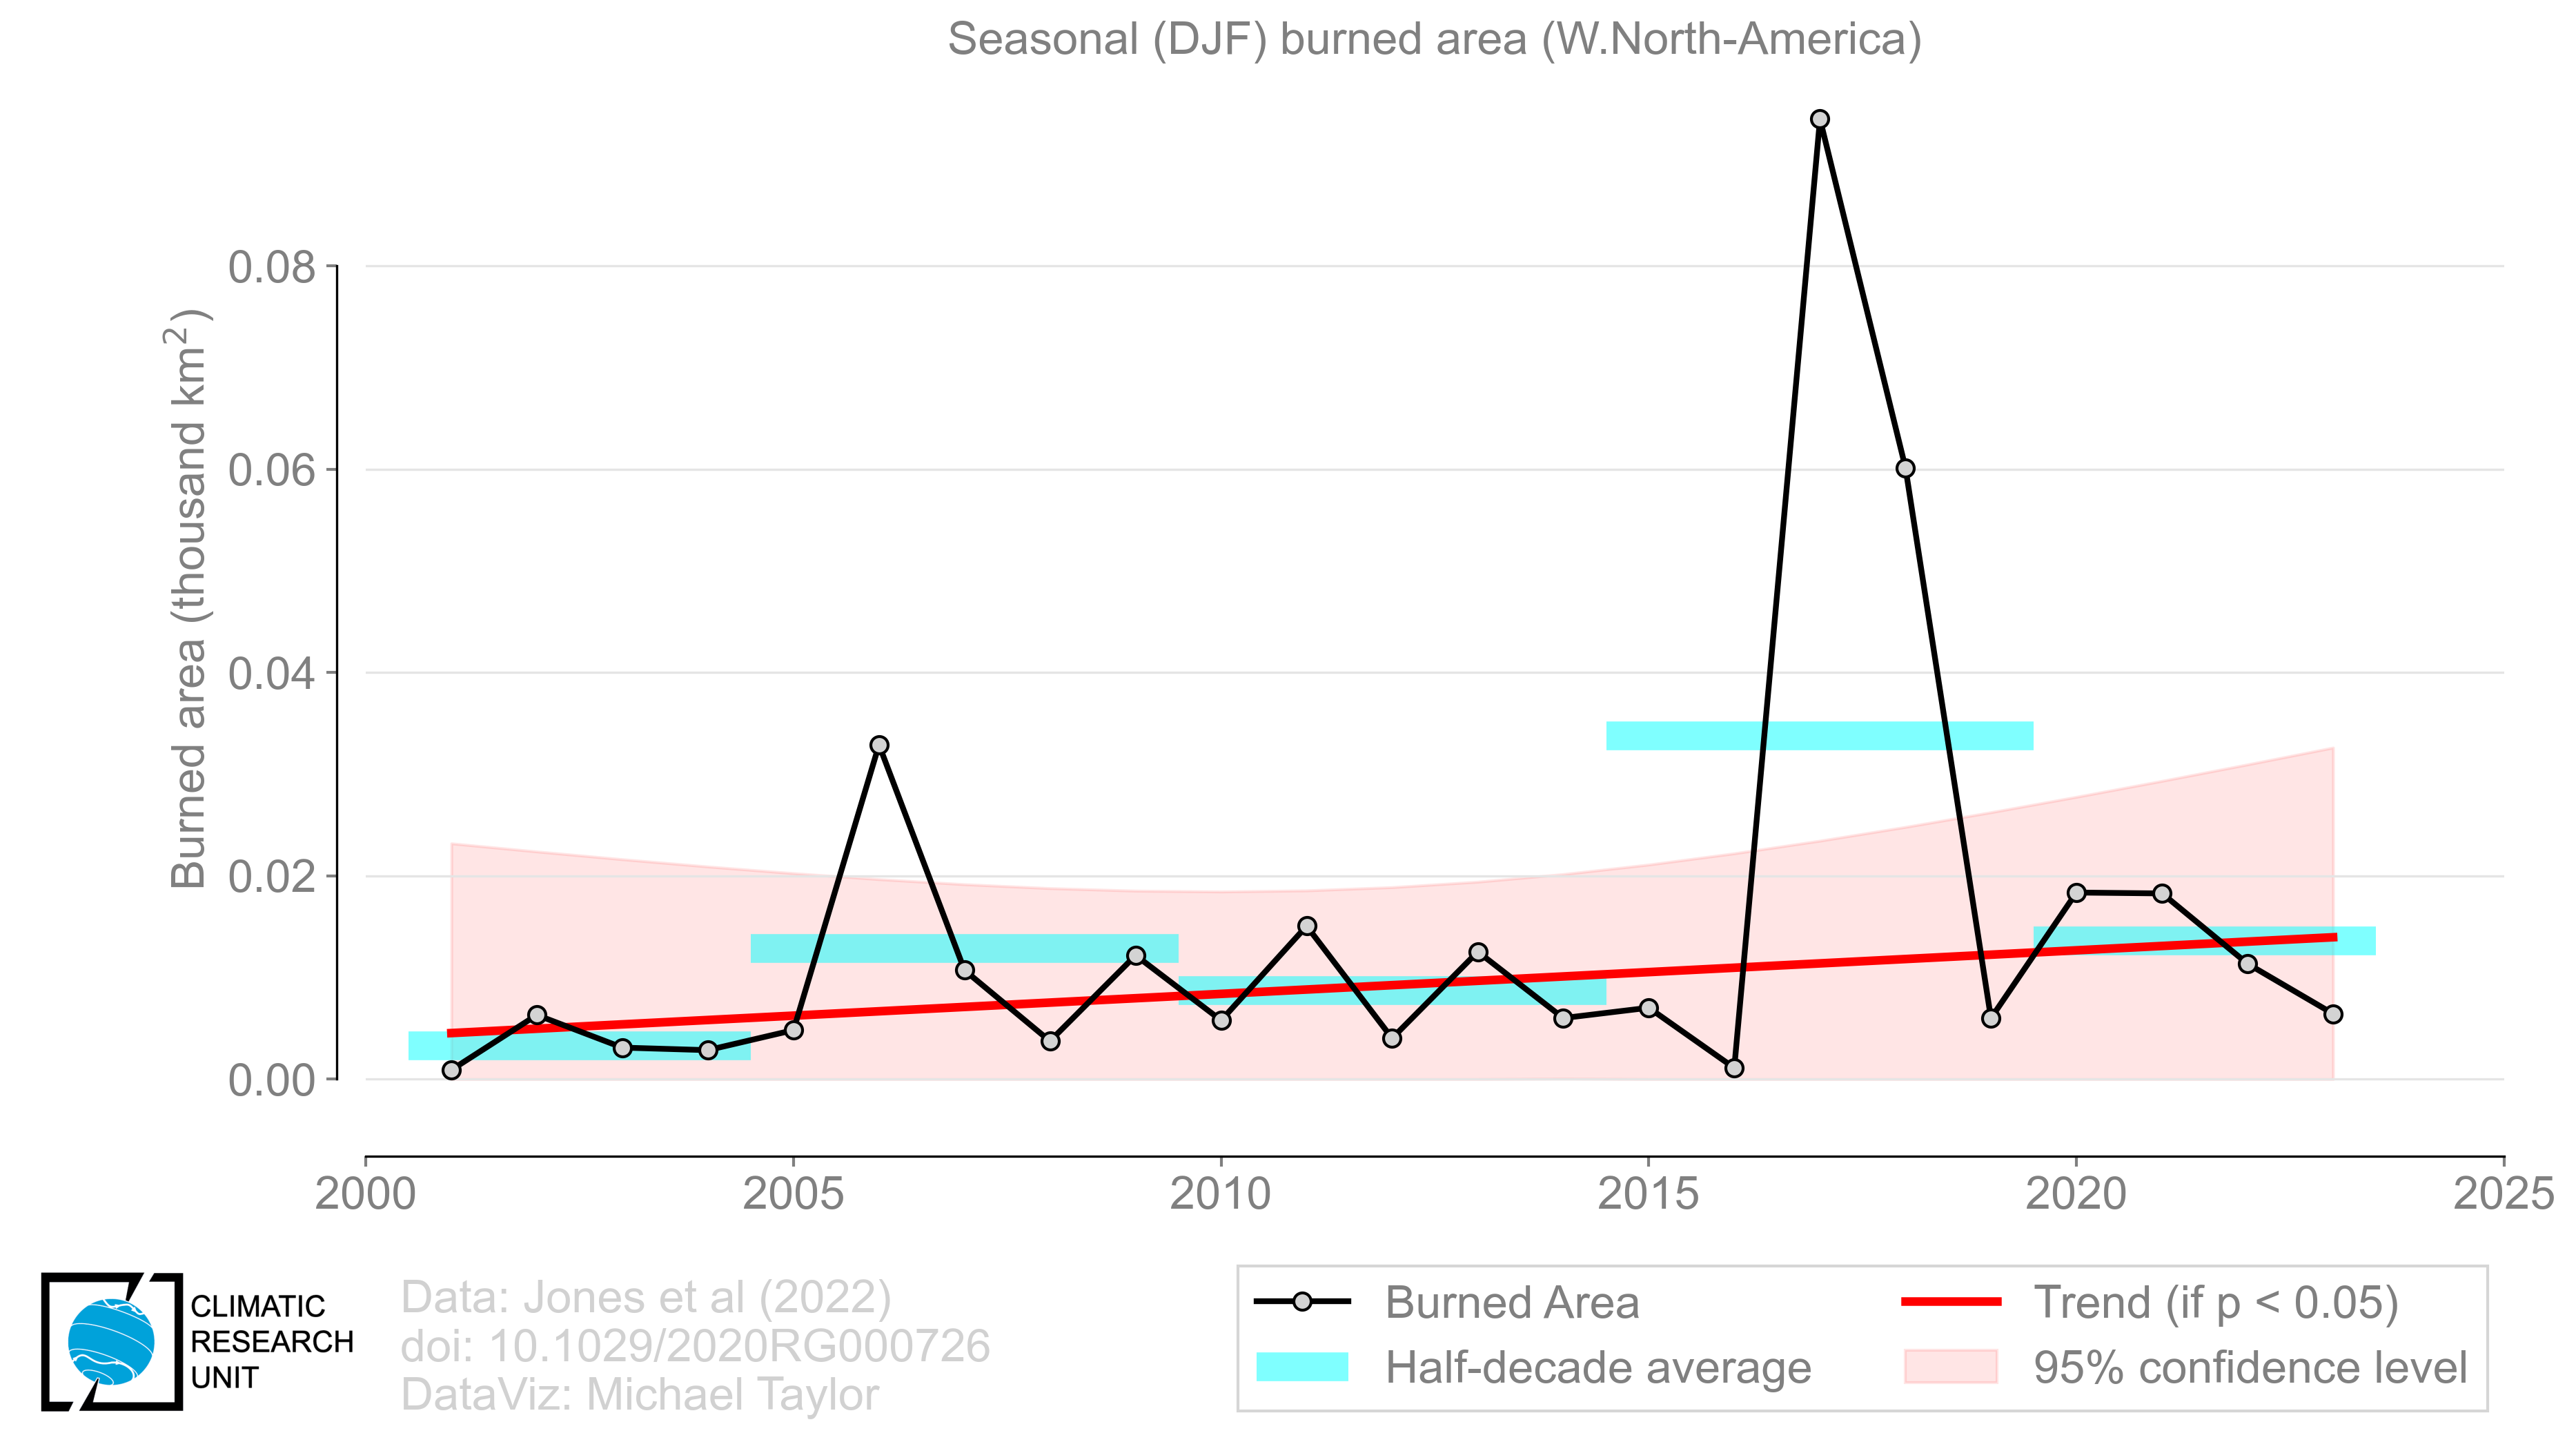 Seasonal (DJF) burned area (W.North-America)
Burned area (thousand km²)
0.08
0.06
0.04
0.02
0.00
2000 2005 2010 2015 2020 2025
CLIMATIC
RESEARCH
UNIT
Data: Jones et al (2022)
doi: 10.1029/2020RG000726
DataViz: Michael Taylor
Burned Area
Half-decade average
Trend (if p < 0.05)
95% confidence level